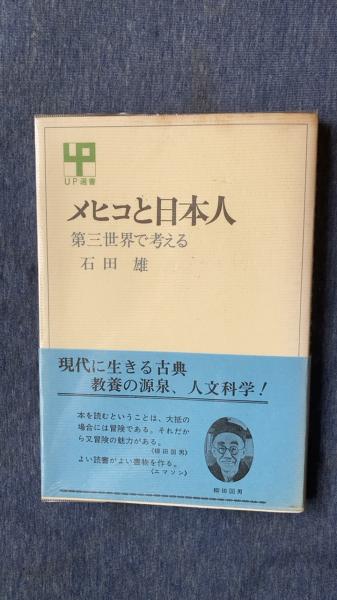 UP
UP選書
メヒコと日本人
第三世界で考える
石田 雄
現代に生きる古典
教養の源泉、人文科学！
本を読むということは、大抵の
場合には冒険である。それだか
ら又冒険の魅力がある。
（柳田国男）
よい読書がよい書物を作る。
（エマソン）
柳田国男